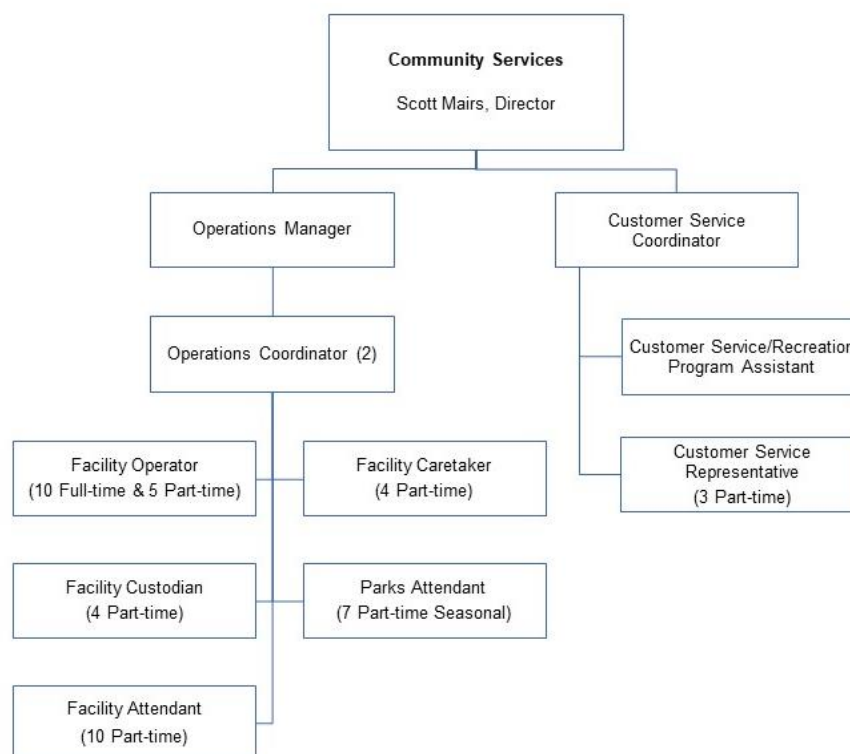 Community Services
Scott Mairs, Director
Operations Manager
Customer Service
Coordinator
Operations Coordinator (2)
Customer Service/Recreation
Program Assistant
Facility Operator
(10 Full-time & 5 Part-time)
Facility Caretaker
(4 Part-time)
Customer Service
Representative
(3 Part-time)
Facility Custodian
(4 Part-time)
Parks Attendant
(7 Part-time Seasonal)
Facility Attendant
(10 Part-time)